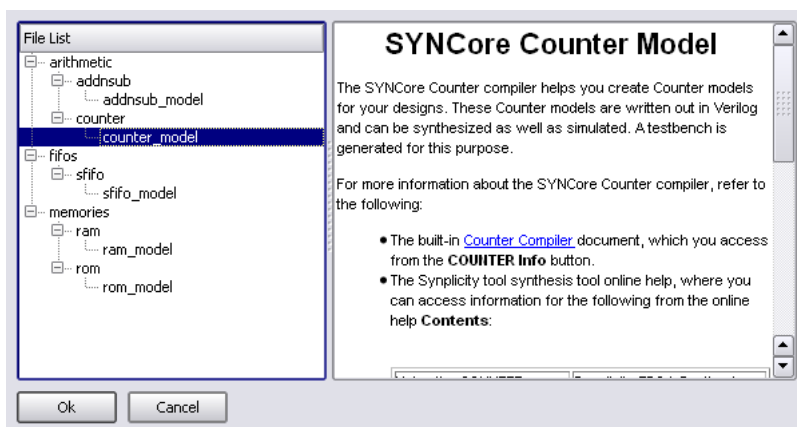 File List
arithmetic
addnsub
addnsub_model
counter
counter_model
fifos
sfifo
sfifo_model
memories
ram
ram_model
rom
rom_model
SYNCore Counter Model
The SYNCore Counter compiler helps you create Counter models
for your designs. These Counter models are written out in Verilog
and can be synthesized as well as simulated. A testbench is
generated for this purpose.
For more information about the SYNCore Counter compiler, refer to
the following:
● The built-in Counter Compiler document, which you access
from the COUNTER Info button.
● The Synplicity tool synthesis tool online help, where you
can access information for the following from the online
help Contents:
Ok
Cancel